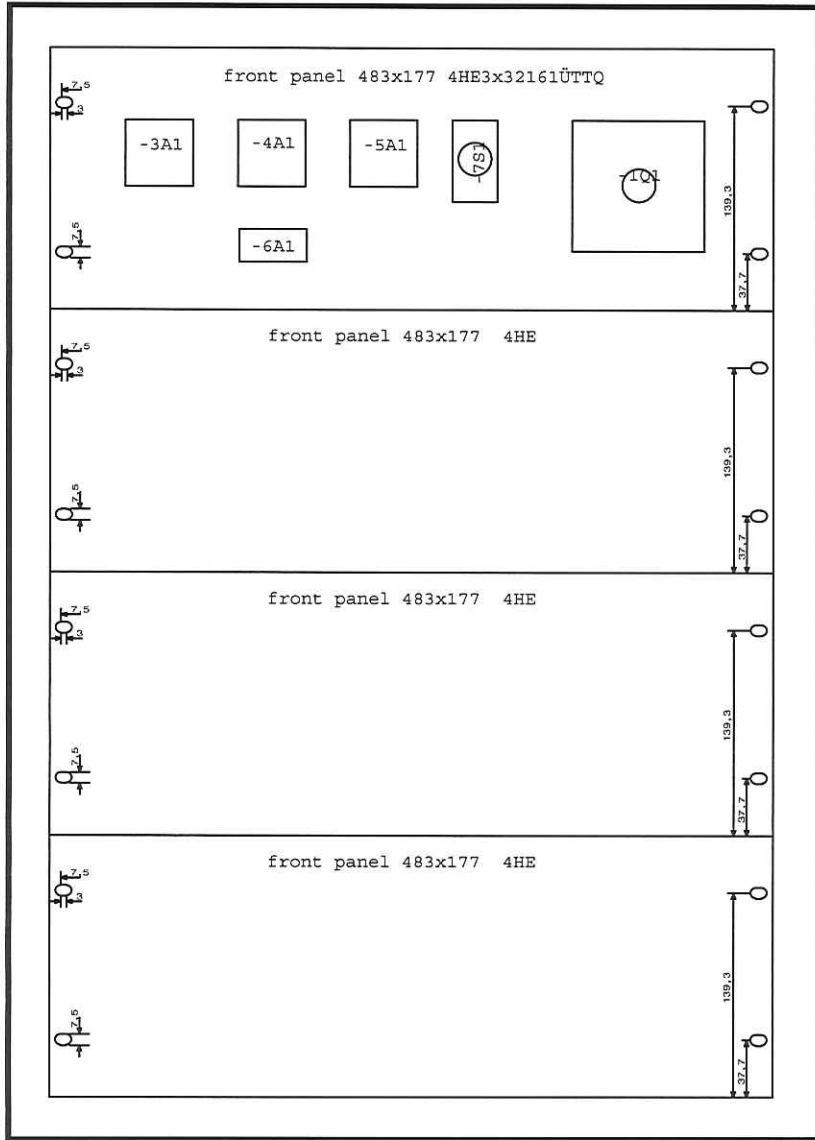 front panel 483x177 4HE3x32161ÜTTQ
7,5
3
-3A1
-4A1
-5A1
-7S1
-1Q1
139,3
7,5
-6A1
37,7
front panel 483x177  4HE
7,5
3
139,3
7,5
37,7
front panel 483x177  4HE
7,5
3
139,3
7,5
37,7
front panel 483x177  4HE
7,5
3
139,3
7,5
37,7